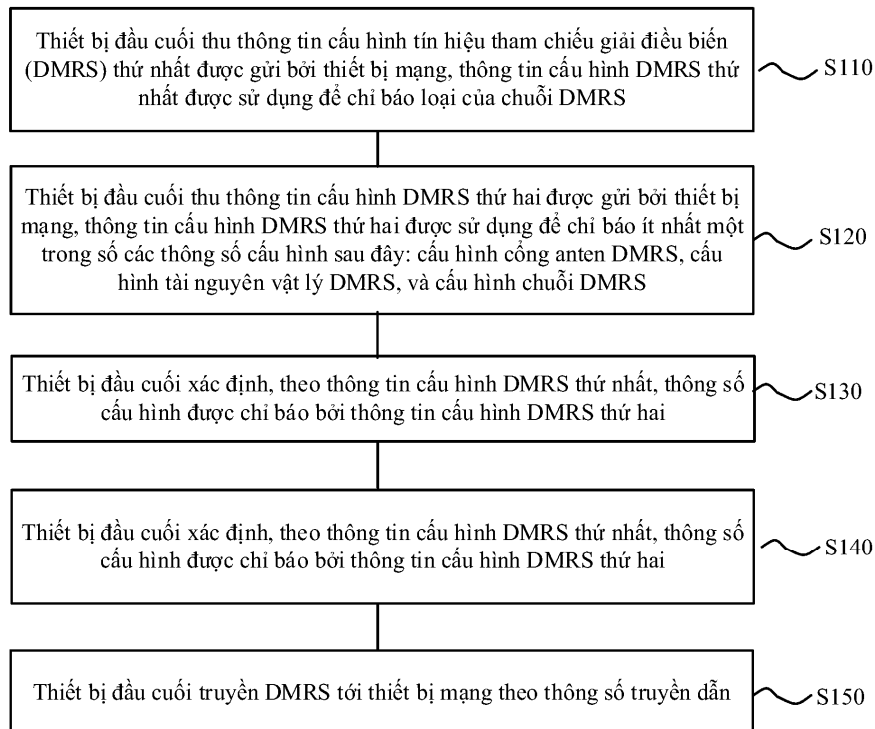 Thiết bị đầu cuối thu thông tin cấu hình tín hiệu tham chiếu giải điều biến
(DMRS) thứ nhất được gửi bởi thiết bị mạng, thông tin cấu hình DMRS thứ
nhất được sử dụng để chỉ báo loại của chuỗi DMRS
S110
Thiết bị đầu cuối thu thông tin cấu hình DMRS thứ hai được gửi bởi thiết bị
mạng, thông tin cấu hình DMRS thứ hai được sử dụng để chỉ báo ít nhất một
trong số các thông số cấu hình sau đây: cấu hình cổng anten DMRS, cấu
hình tài nguyên vật lý DMRS, và cấu hình chuỗi DMRS
S120
Thiết bị đầu cuối xác định, theo thông tin cấu hình DMRS thứ nhất, thông số
cấu hình được chỉ báo bởi thông tin cấu hình DMRS thứ hai
S130
Thiết bị đầu cuối xác định, theo thông tin cấu hình DMRS thứ nhất, thông số
cấu hình được chỉ báo bởi thông tin cấu hình DMRS thứ hai
S140
Thiết bị đầu cuối truyền DMRS tới thiết bị mạng theo thông số truyền dẫn
S150